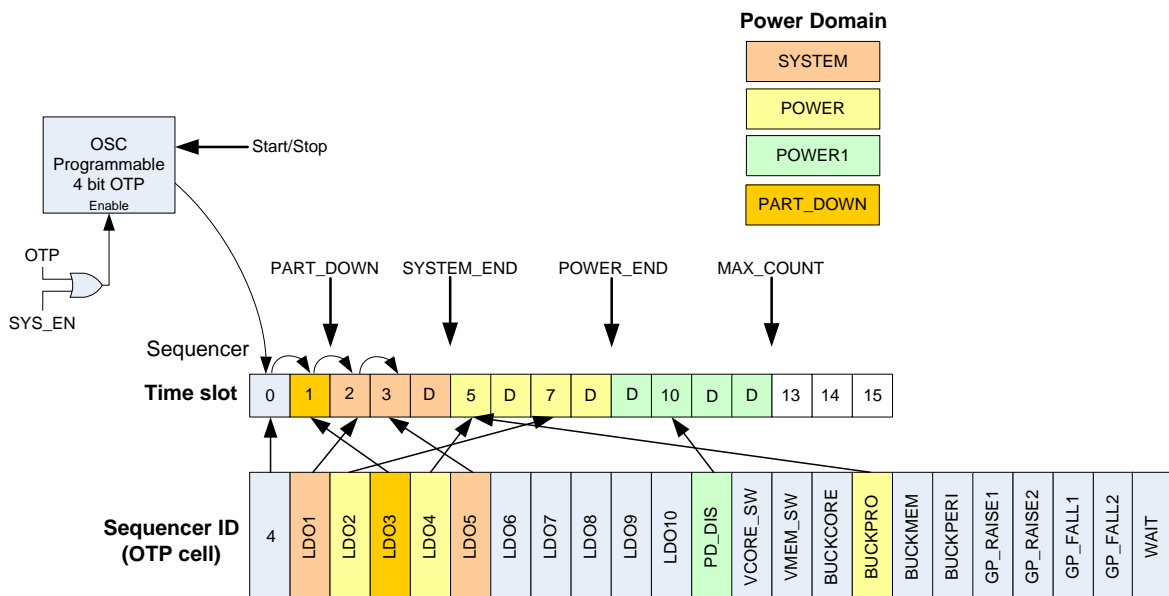 Power Domain
SYSTEM
POWER
POWER1
PART_DOWN
OSC
Programmable
4 bit OTP
Enable
Start/Stop
OTP
SYS_EN
PART_DOWN
SYSTEM_END
POWER_END
MAX_COUNT
Sequencer
Time slot
0 1 2 3 D 5 D 7 D D 10 D D 13 14 15
Sequencer ID
(OTP cell)
4
LDO1
LDO2
LDO3
LDO4
LDO5
LDO6
LDO7
LDO8
LDO9
LDO10
PD_DIS
VCORE_SW
VMEM_SW
BUCKCORE
BUCKPRO
BUCKMEM
BUCKPERI
GP_RAISE1
GP_RAISE2
GP_FALL1
GP_FALL2
WAIT